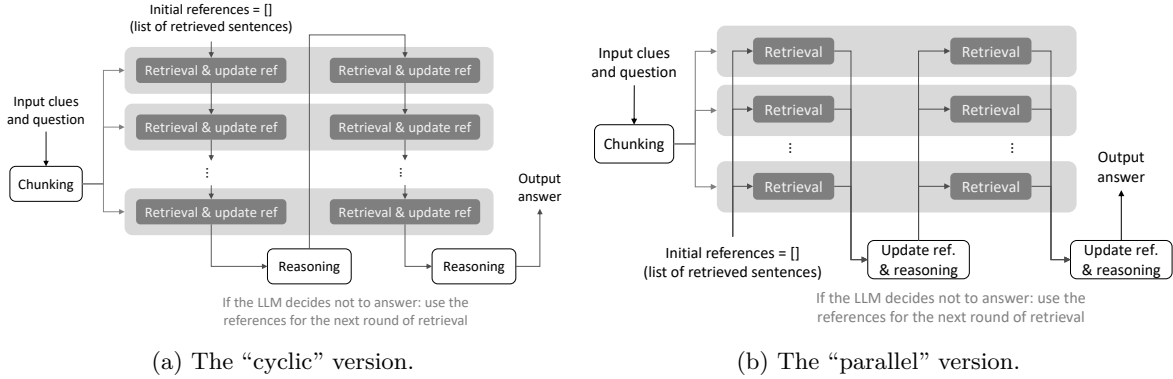 Initial references = []
(list of retrieved sentences)
Retrieval & update ref
Retrieval & update ref
Input clues
and question
Retrieval & update ref
Retrieval & update ref
...
...
Chunking
Output
answer
Retrieval & update ref
Retrieval & update ref
Reasoning
Reasoning
If the LLM decides not to answer: use the
references for the next round of retrieval
(a) The “cyclic” version.
Input clues
and question
Retrieval
Retrieval
Retrieval
Retrieval
Chunking
...
...
Output
answer
Retrieval
Retrieval
Initial references = []
(list of retrieved sentences)
Update ref.
& reasoning
Update ref.
& reasoning
If the LLM decides not to answer: use the
references for the next round of retrieval
(b) The “parallel” version.